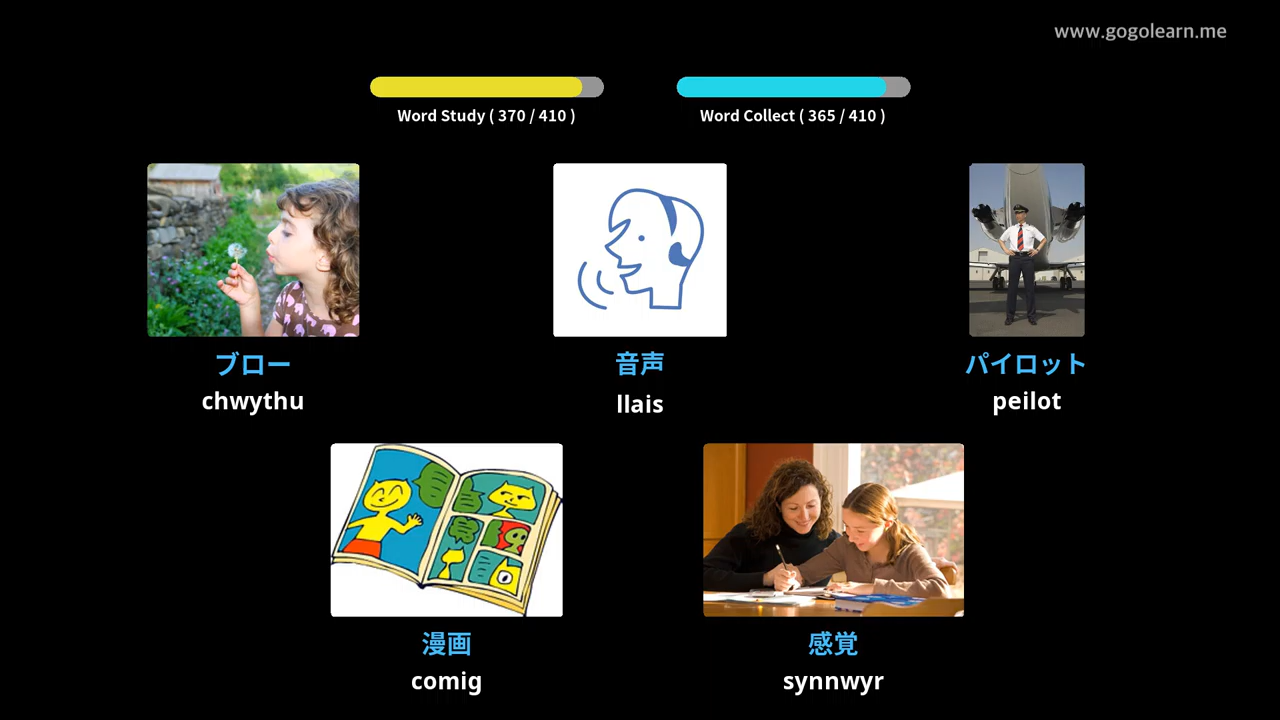 www.gogolearn.me
Word Study ( 370 / 410 )
Word Collect ( 365 / 410 )
ブロー
chwythu
音声
llais
パイロット
peilot
漫画
comig
感覚
synnwyr